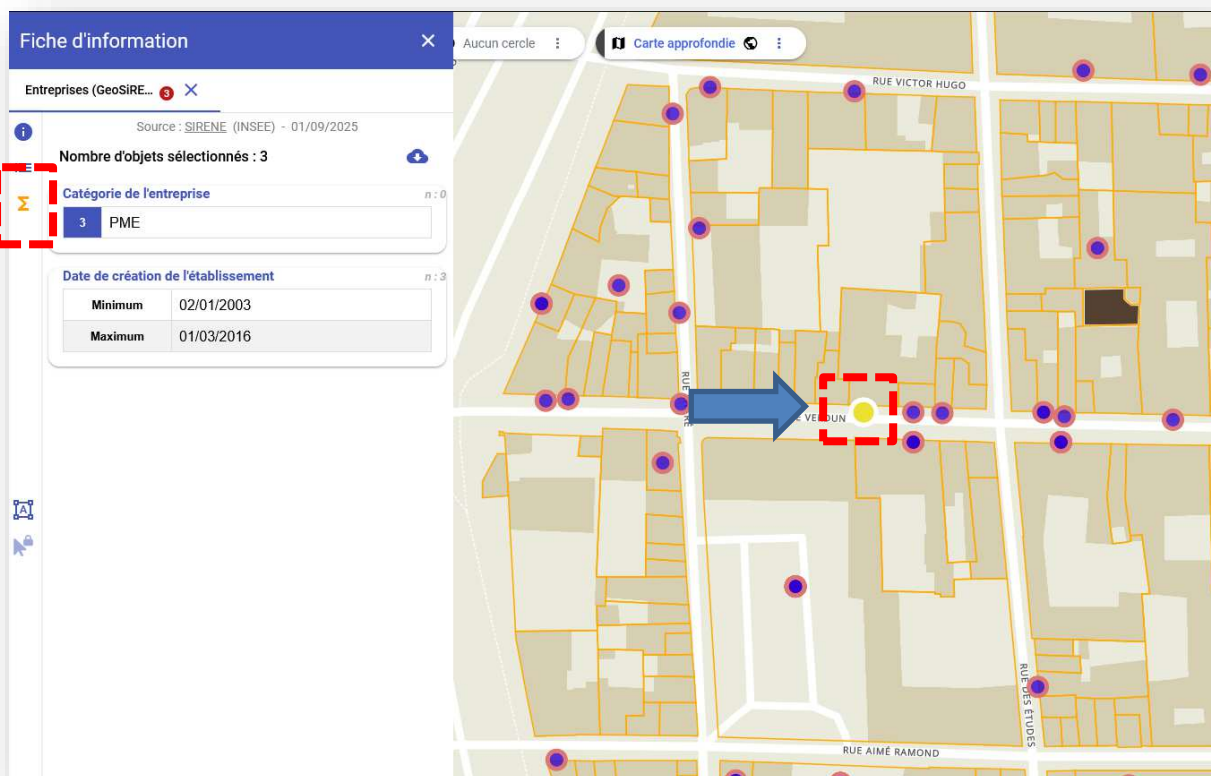 Fiche d'information
Aucun cercle
Carte approfondie
Entreprises (GeoSiRE... 3
Source : SIRENE (INSEE) - 01/09/2025
Nombre d'objets sélectionnés : 3
Catégorie de l'entreprise
n : 0
3 PME
Date de création de l'établissement
n : 3
Minimum 02/01/2003
Maximum 01/03/2016
RUE VICTOR HUGO
RUE
VERDUN
RUE DES ÉTUDES
RUE AIMÉ RAMOND